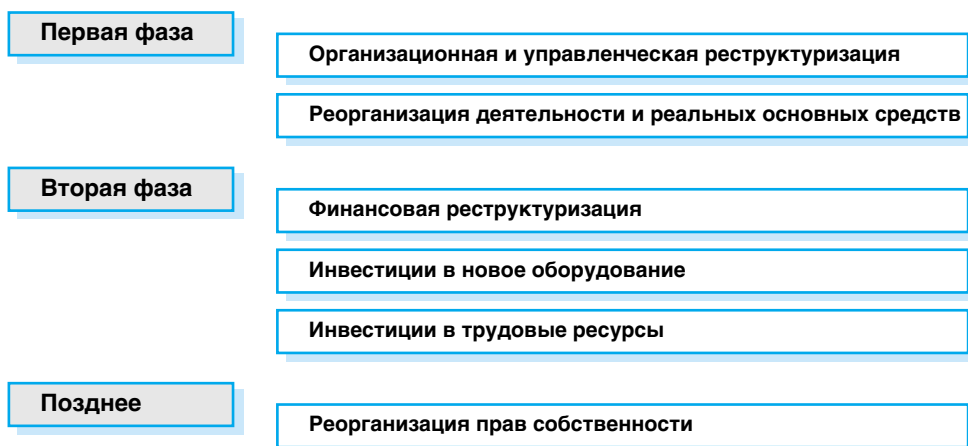 Первая фаза
Организационная и управленческая реструктуризация
Реорганизация деятельности и реальных основных средств
Вторая фаза
Финансовая реструктуризация
Инвестиции в новое оборудование
Инвестиции в трудовые ресурсы
Позднее
Реорганизация прав собственности